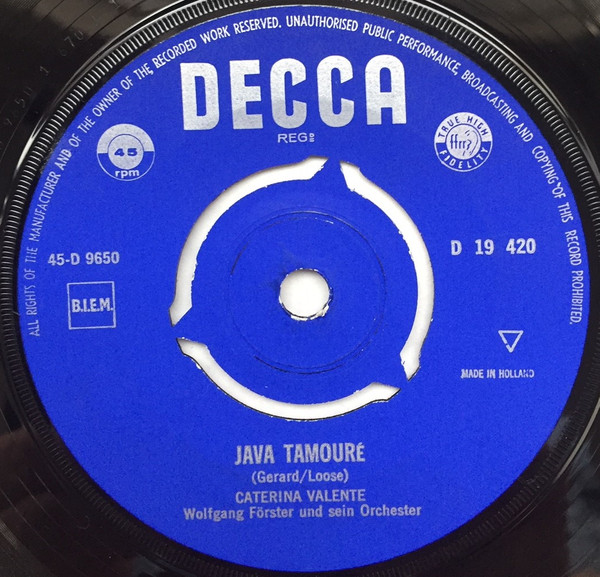 ALL RIGHTS OF THE MANUFACTURER AND OF THE OWNER OF THE RECORDED WORK RESERVED. UNAUTHORISED PUBLIC PERFORMANCE, BROADCASTING AND COPYING OF THIS RECORD PROHIBITED.
DECCA
REGD
45
rpm
TRUE HIGH
ffrr
FIDELITY
45-D 9650
D 19 420
B.I.E.M.
MADE IN HOLLAND
JAVA TAMOURÉ
(Gerard/Loose)
CATERINA VALENTE
Wolfgang Förster und sein Orchester